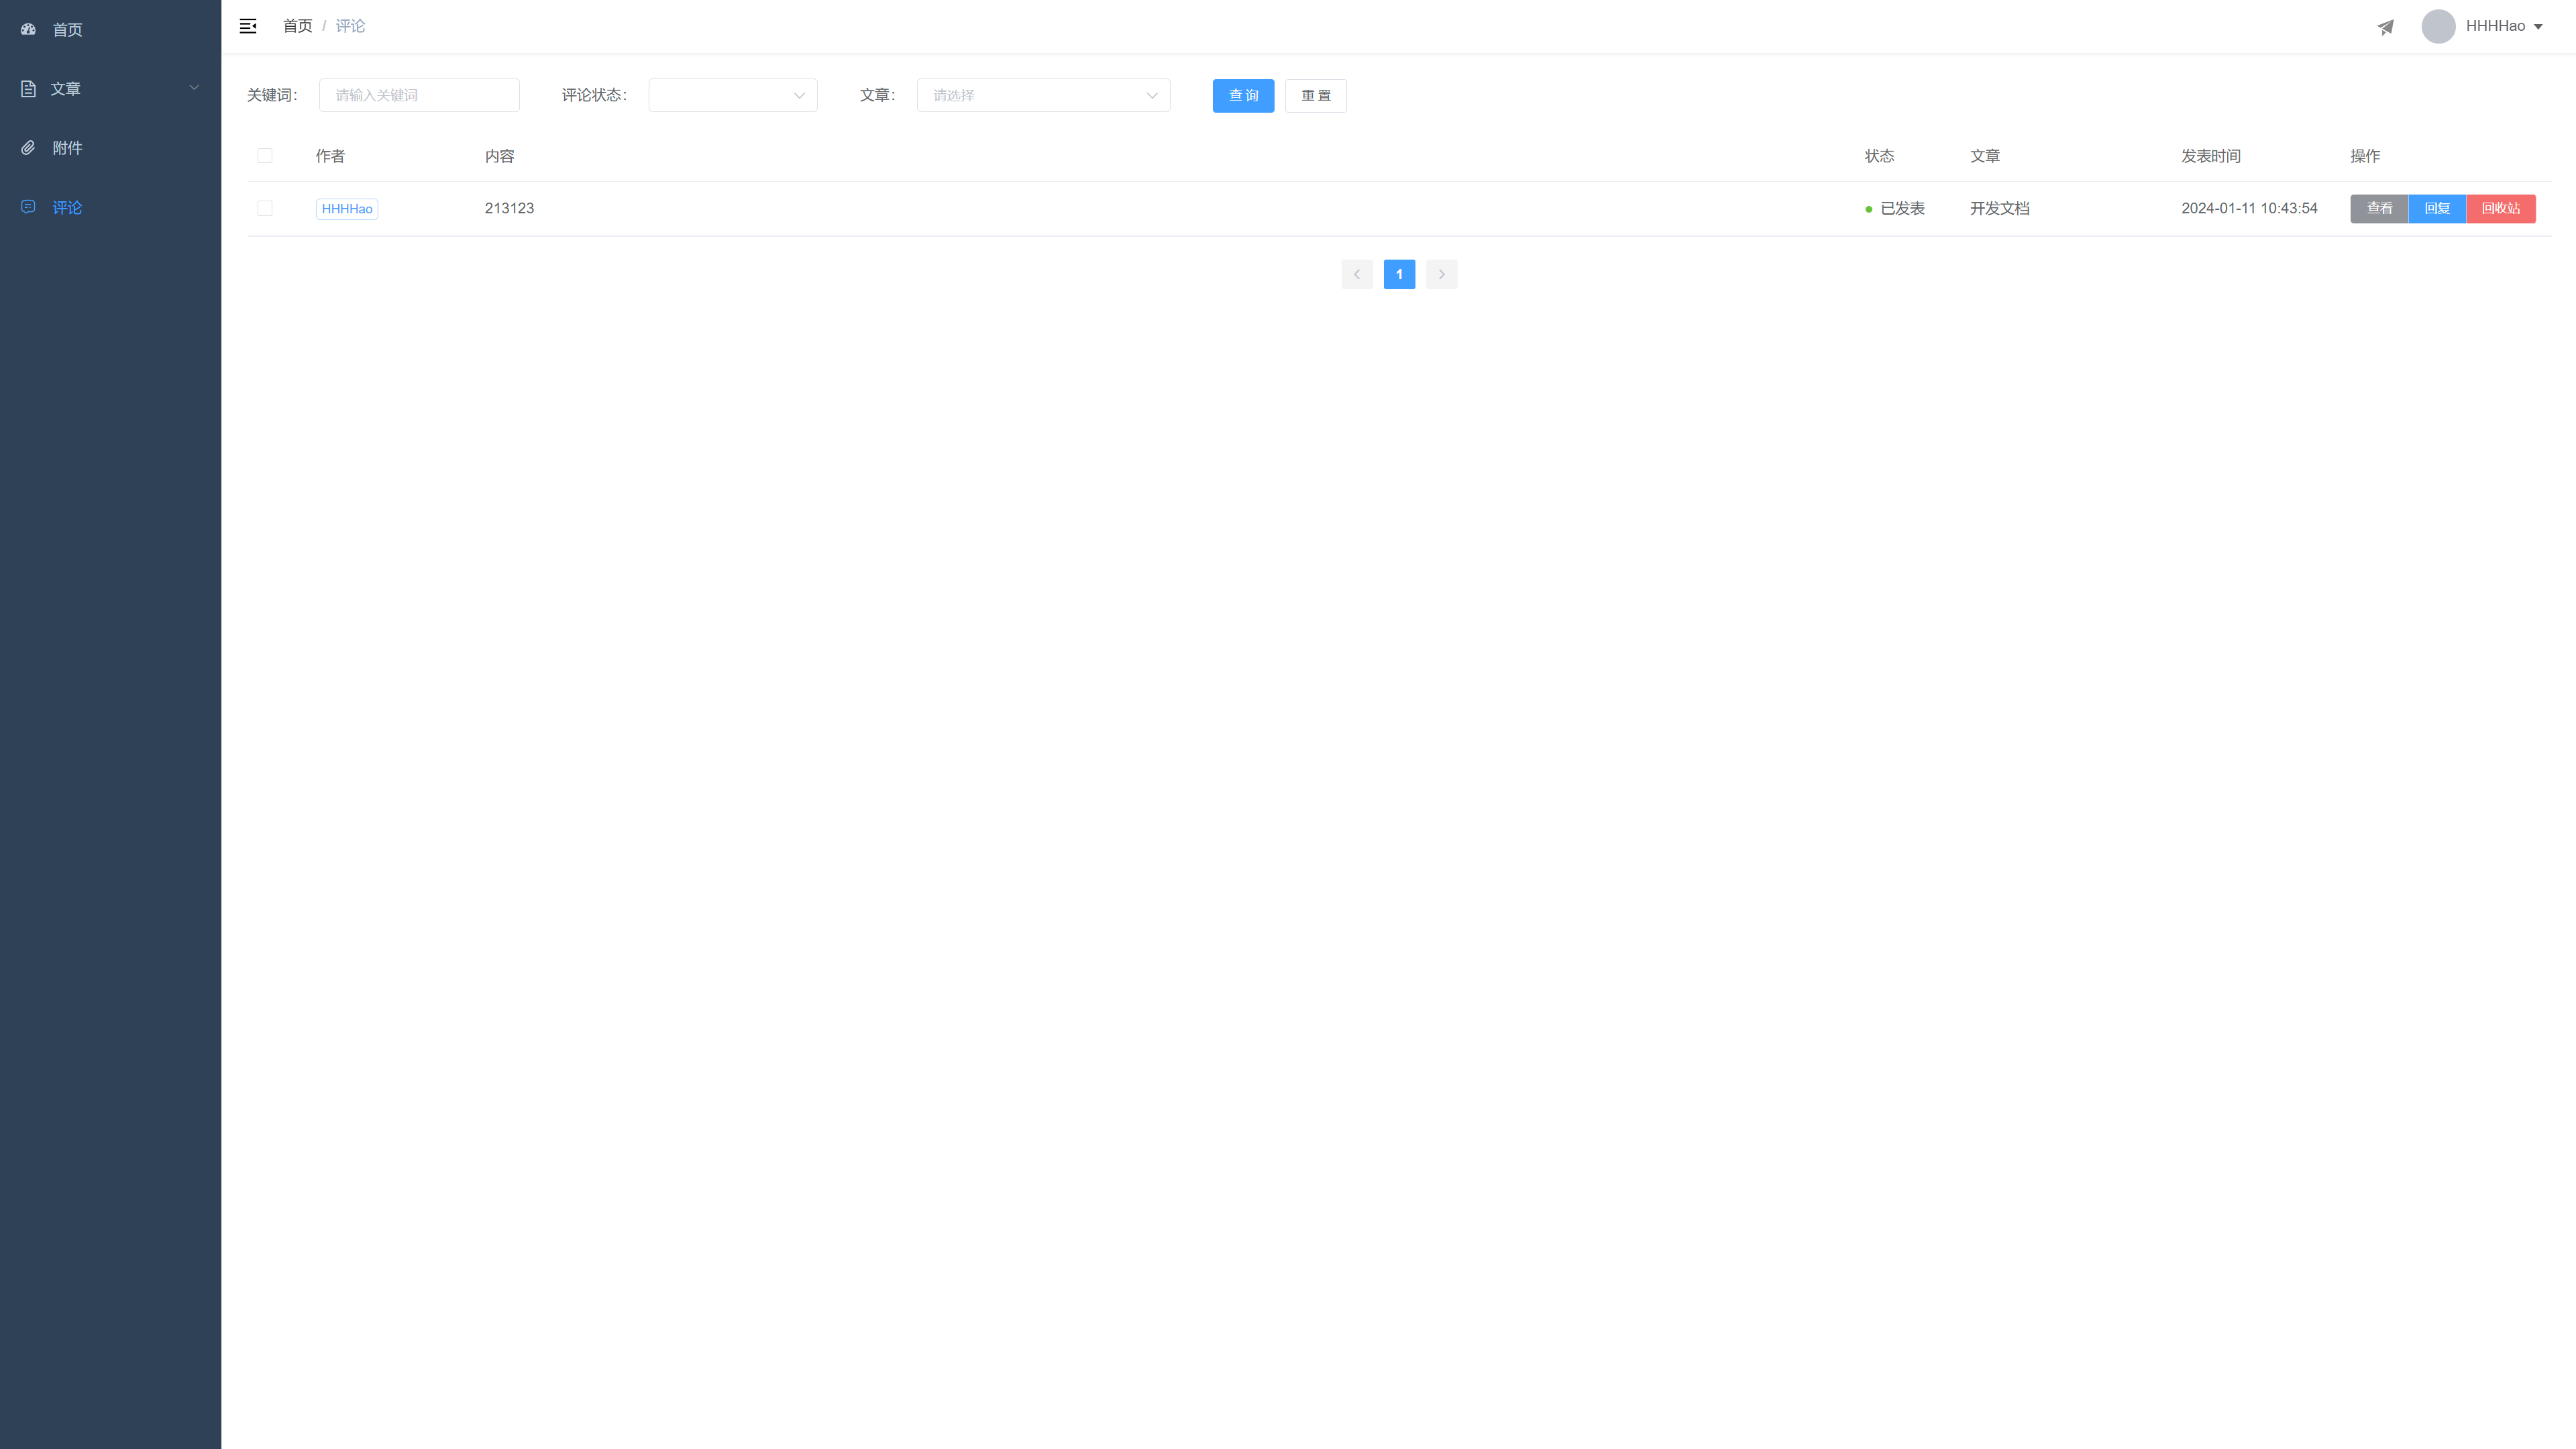 首页
文章
附件
评论
首页 / 评论
HHHHao
关键词： 请输入关键词 评论状态： 文章： 请选择 查 询 重 置
作者 内容 状态 文章 发表时间 操作
HHHHao 213123 已发表 开发文档 2024-01-11 10:43:54 查看 回复 回收站
1